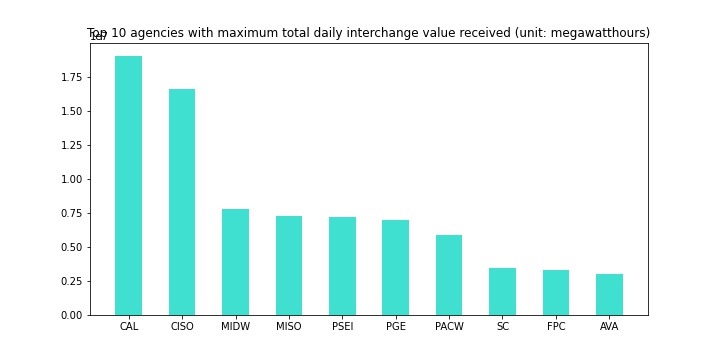 Top 10 agencies with maximum total daily interchange value received (unit: megawatthours)
1e7
1.75
1.50
1.25
1.00
0.75
0.50
0.25
0.00
CAL CISO MIDW MISO PSEI PGE PACW SC FPC AVA